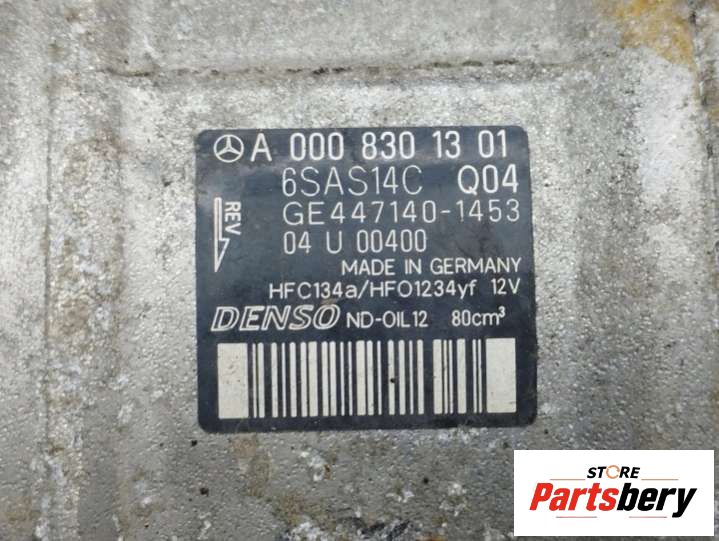 A 000 830 13 01
6SAS14C Q04
REV
GE447140-1453
04 U 00400
MADE IN GERMANY
HFC134a/HFO1234yf 12V
DENSO ND-OIL12 80cm³
STORE
Partsbery